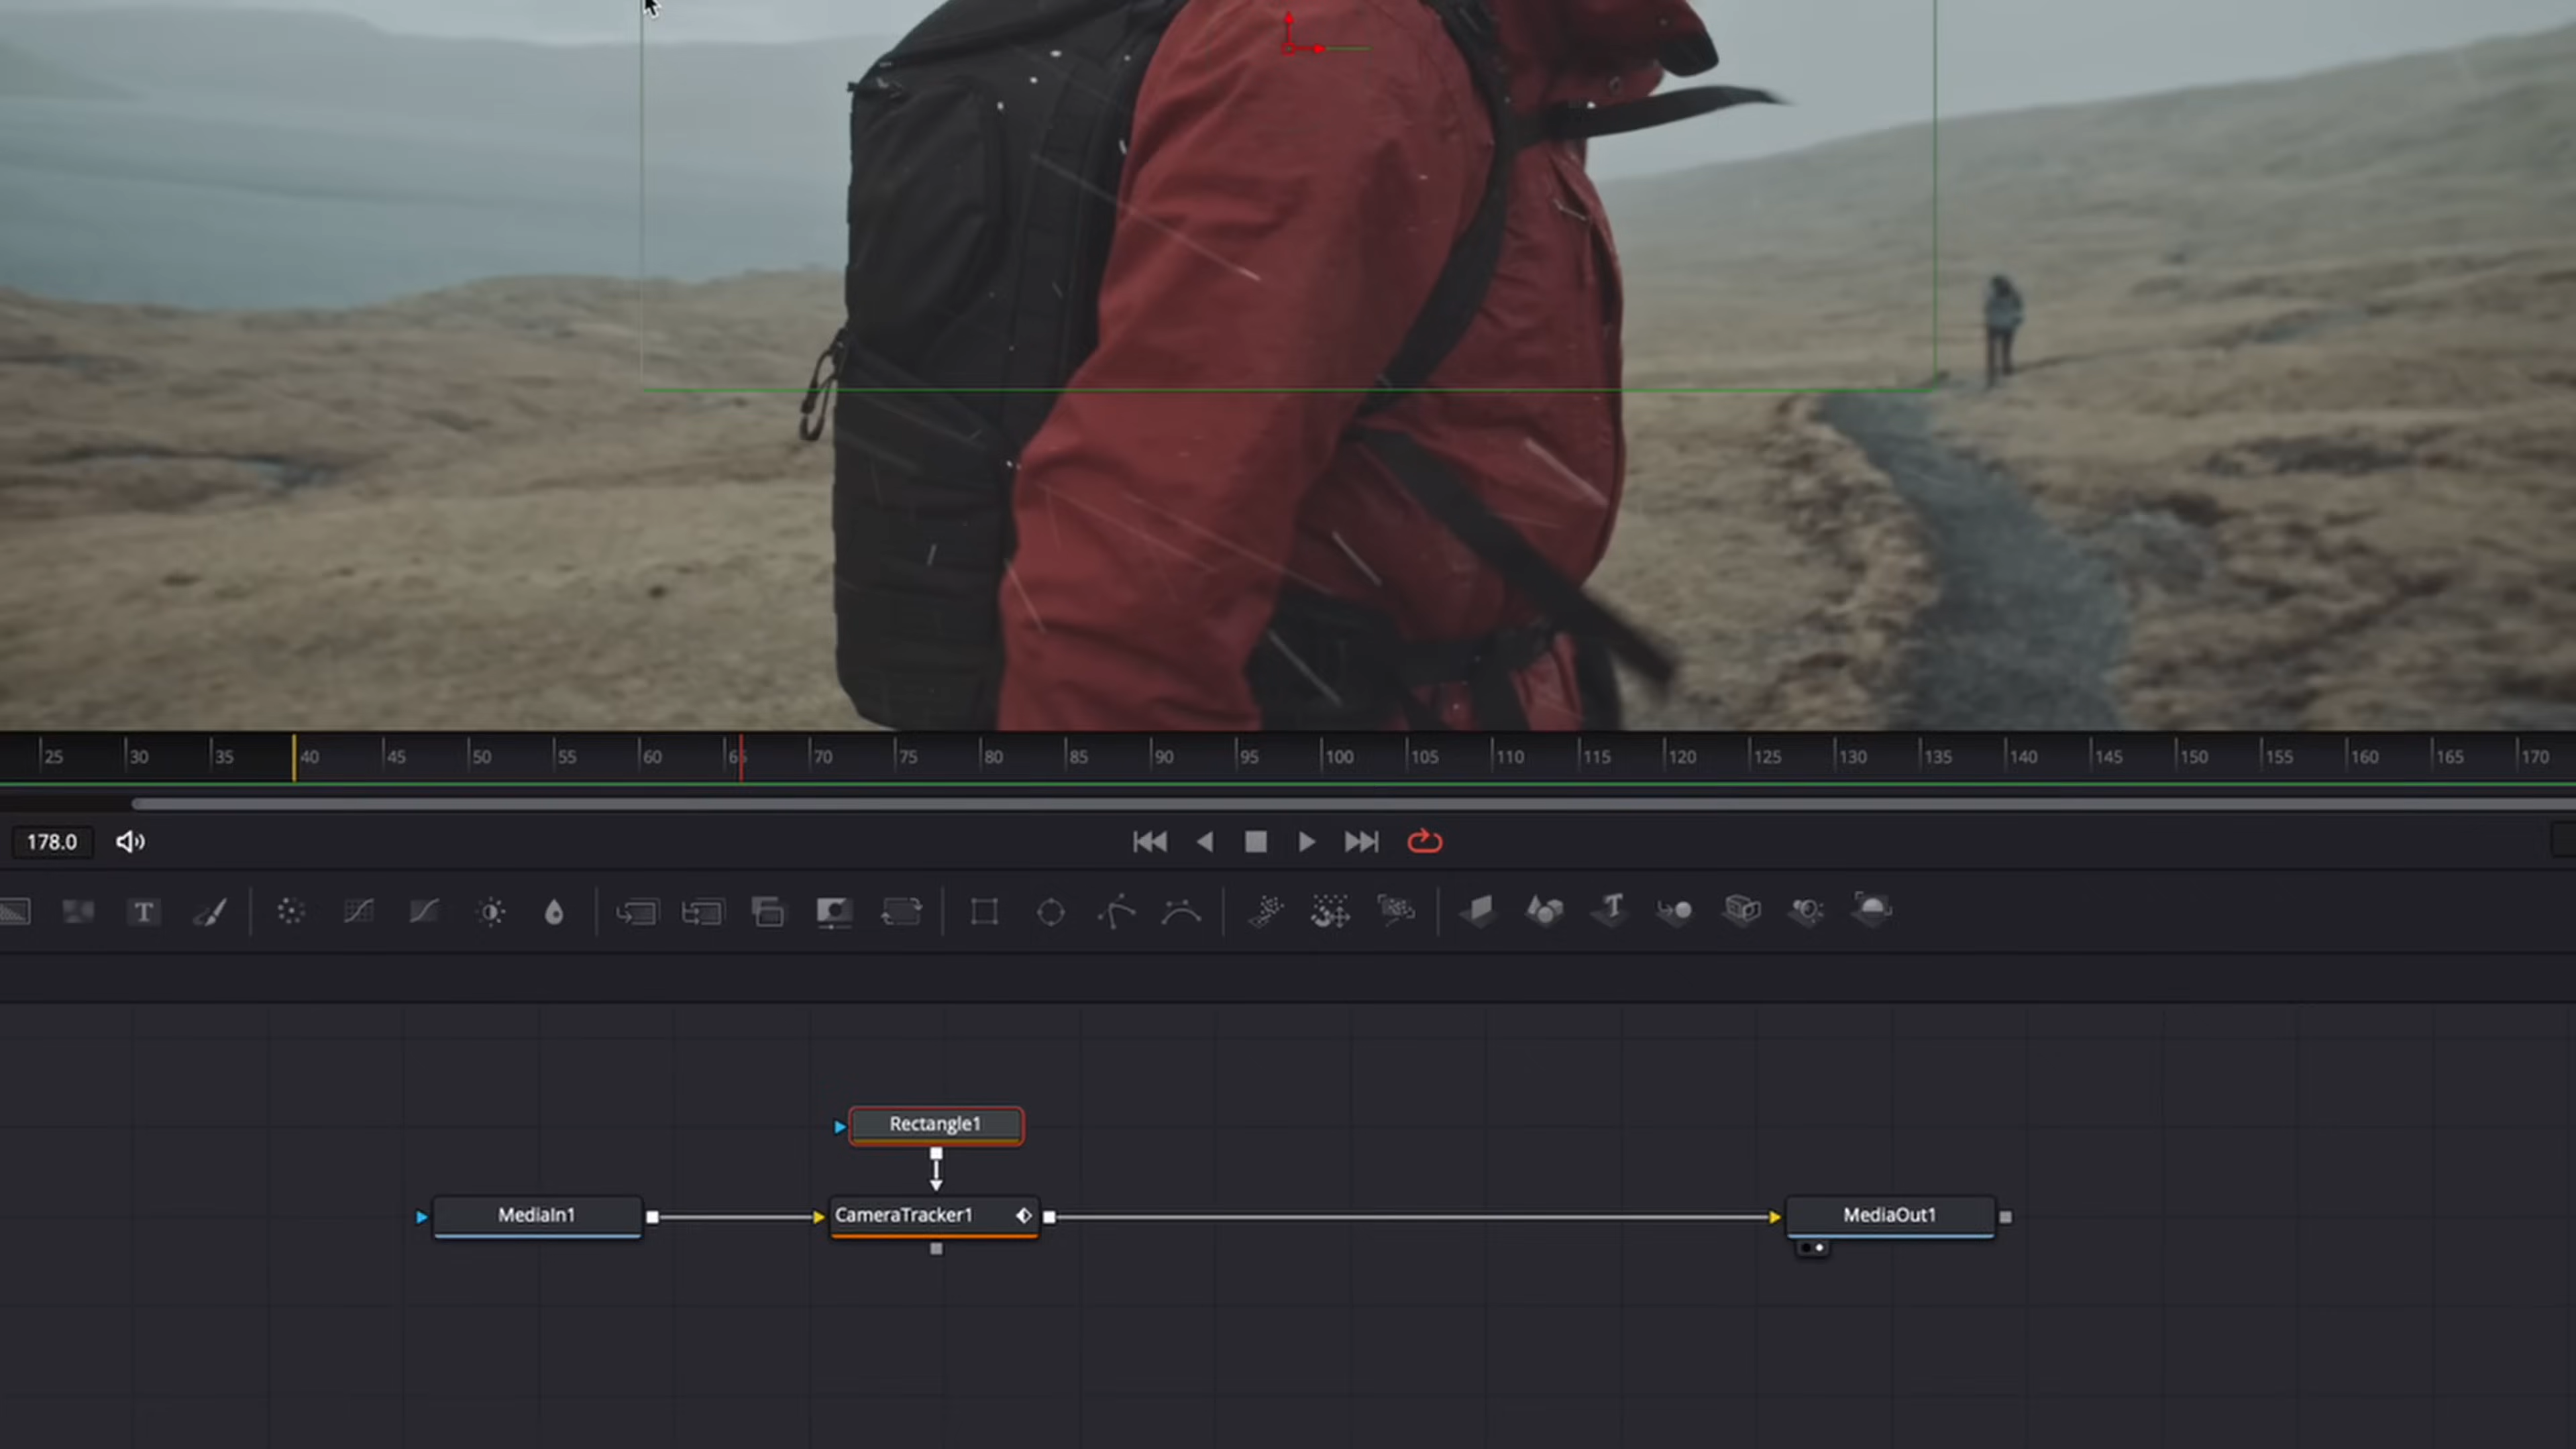 25 30 35 40 45 50 55 60 65 70 75 80 85 90 95 100 105 110 115 120 125 130 135 140 145 150 155 160 165 170
178.0
T
T
Rectangle1
MediaIn1 CameraTracker1 MediaOut1